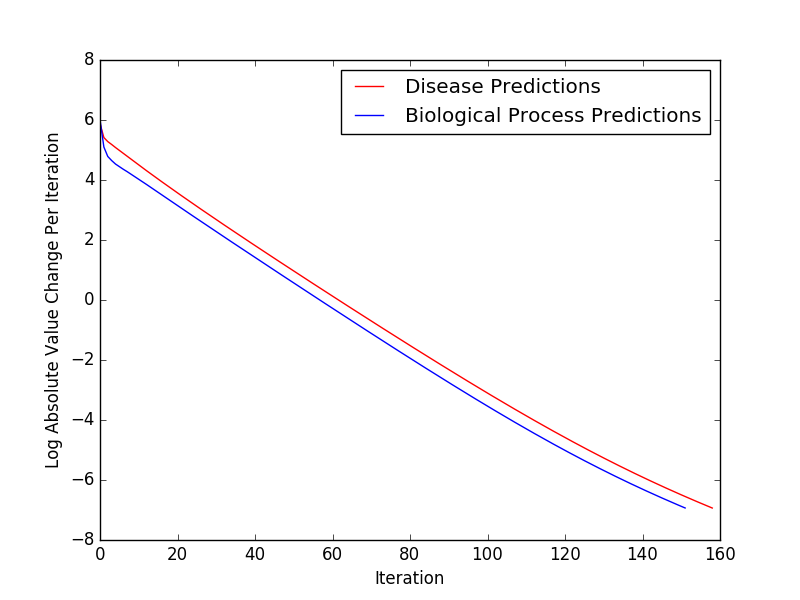 Disease Predictions
Biological Process Predictions
Log Absolute Value Change Per Iteration
8
6
4
2
0
−2
−4
−6
−8
0 20 40 60 80 100 120 140 160
Iteration